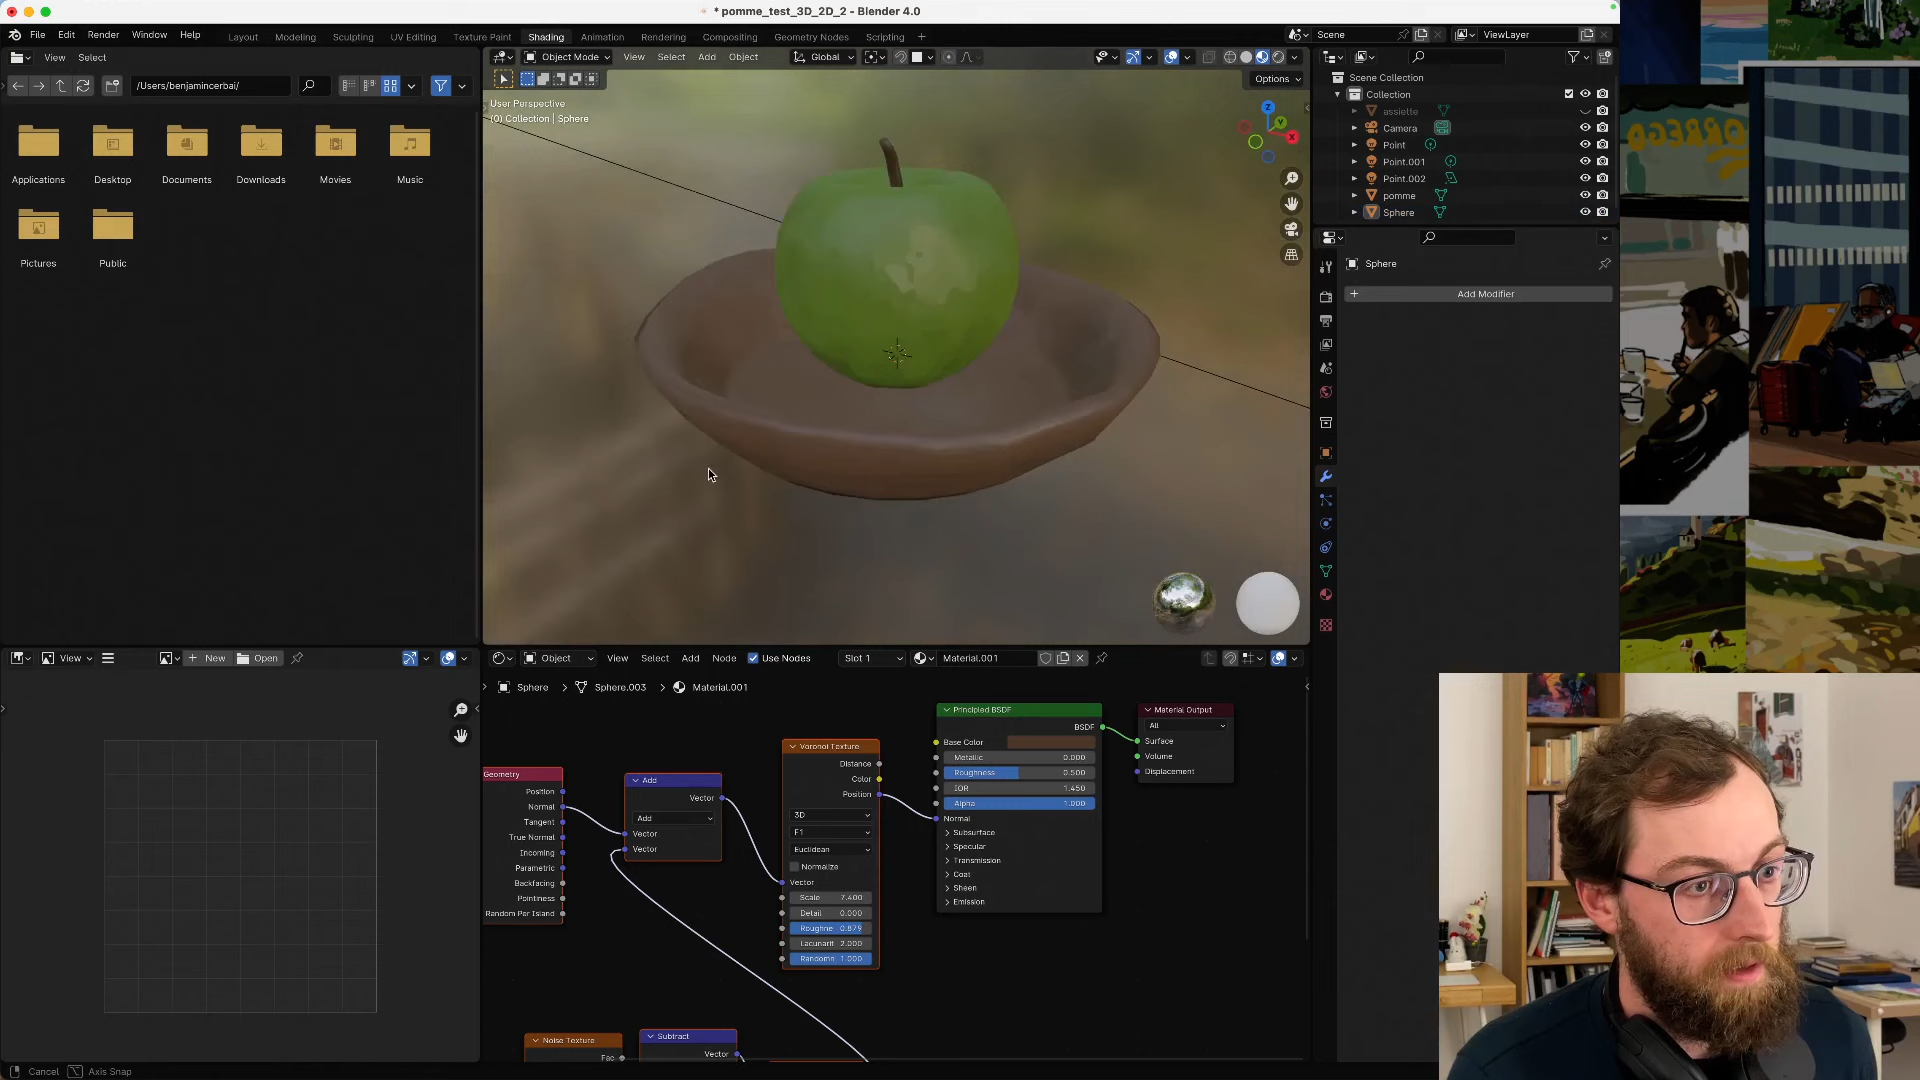 * pomme_test_3D_2D_2 - Blender 4.0
File Edit Render Window Help
Layout Modeling Sculpting UV Editing Texture Paint Shading Animation Rendering Compositing Geometry Nodes Scripting +
Scene ViewLayer
View Select
Object Mode View Select Add Object Global
/Users/benjamincerbai/
Options
User Perspective
(0) Collection | Sphere
Z Y X
Applications Desktop Documents Downloads Movies Music
Pictures Public
Scene Collection
Collection
assiette
Camera
Point
Point.001
Point.002
pomme
Sphere
Sphere
Add Modifier
View New Open
Object View Select Add Node Use Nodes Slot 1 Material.001
Sphere > Sphere.003 > Material.001
Geometry
Position
Normal
Tangent
True Normal
Incoming
Parametric
Backfacing
Pointiness
Random Per Island
Add
Vector
Add
Vector
Vector
Voronoi Texture
Distance
Color
Position
3D
F1
Euclidean
Normalize
Vector
Scale 7.400
Detail 0.000
Roughne 0.879
Lacunarit 2.000
Randomn 1.000
Principled BSDF
BSDF
Base Color
Metallic 0.000
Roughness 0.500
IOR 1.450
Alpha 1.000
Normal
Subsurface
Specular
Transmission
Coat
Sheen
Emission
Material Output
All
Surface
Volume
Displacement
Noise Texture
Fac
Subtract
Vector
Cancel Axis Snap